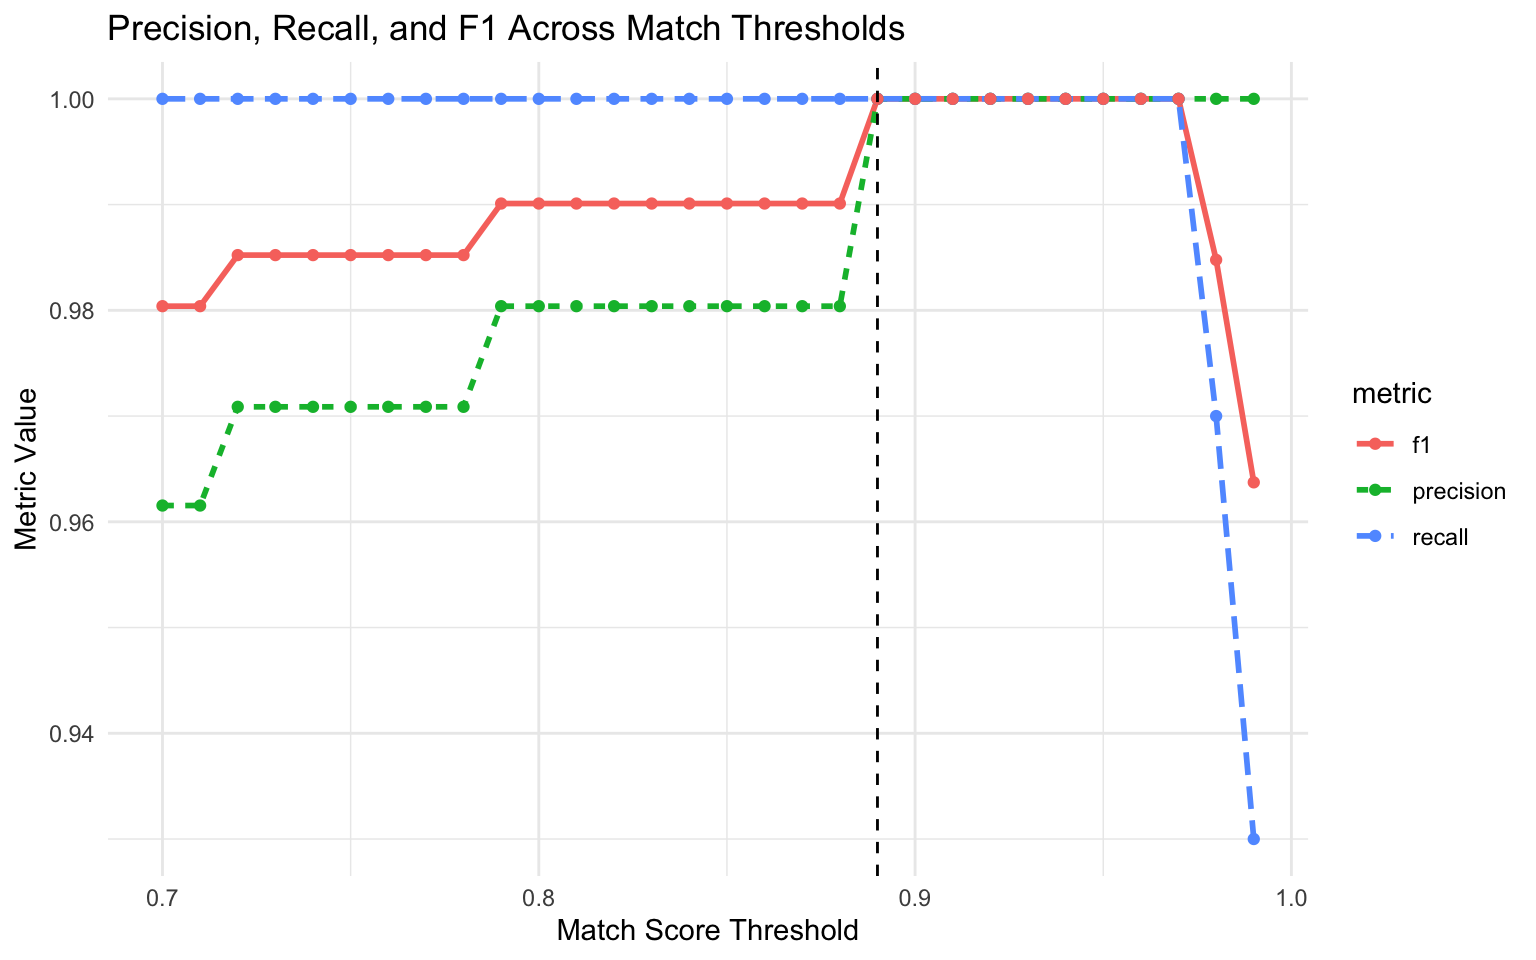 Precision, Recall, and F1 Across Match Thresholds
Metric Value
1.00
0.98
0.96
0.94
0.7
0.8
0.9
1.0
Match Score Threshold
metric
f1
precision
recall